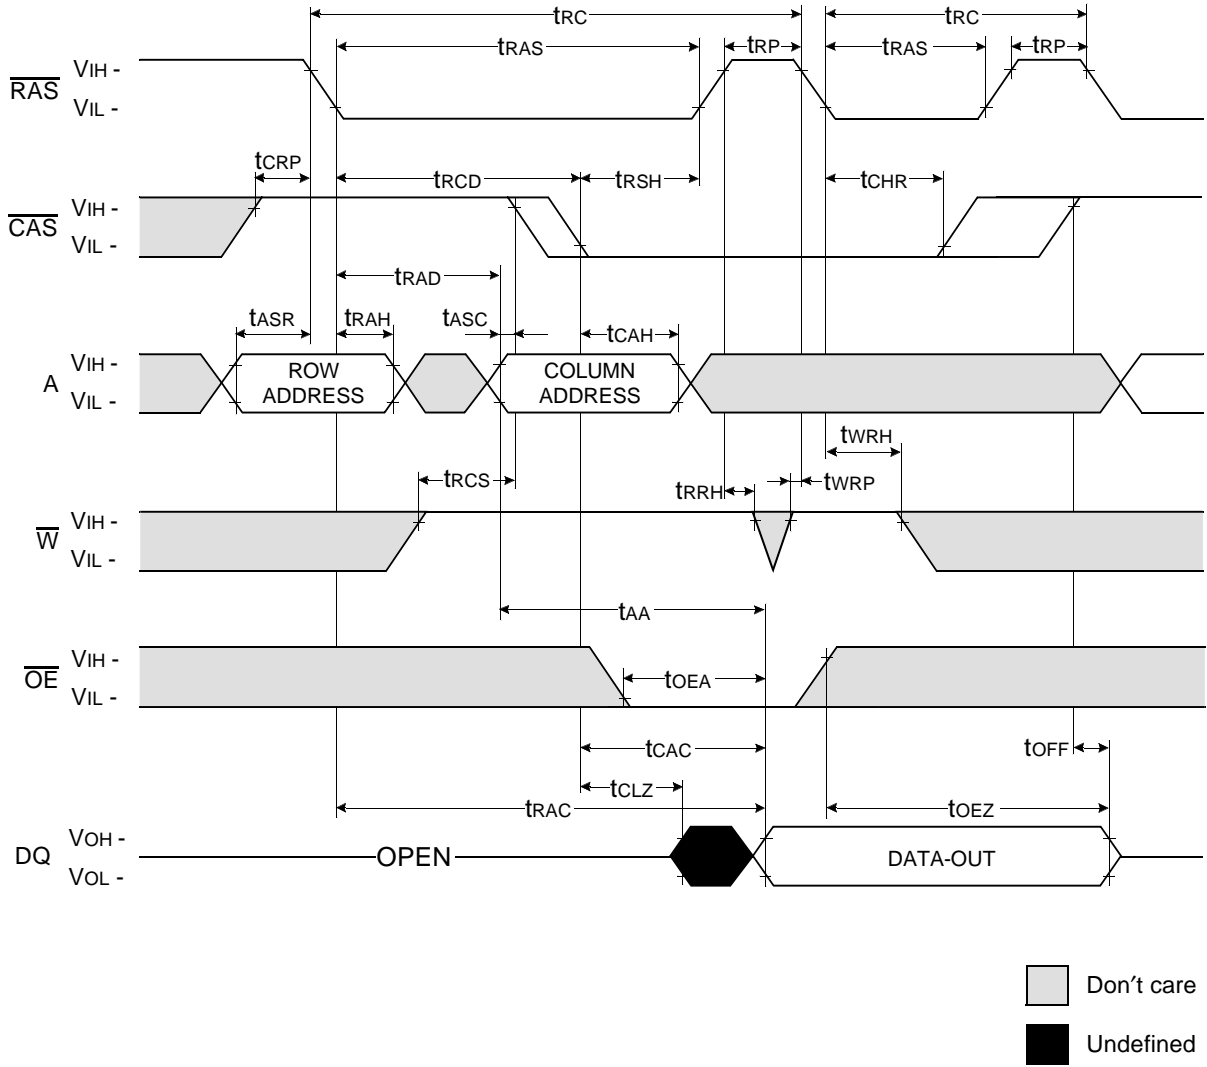 tRC tRC
tRAS tRP tRAS tRP
RAS VIH -
VIL -
tCRP tRCD tRSH tCHR
CAS VIH -
VIL -
tRAD
tASR tRAH tASC tCAH
A VIH -
VIL -
ROW
ADDRESS
COLUMN
ADDRESS
tWRH
tRCS tRRH tWRP
W VIH -
VIL -
tAA
OE VIH -
VIL -
tOEA
tCAC tOFF
tCLZ
tRAC tOEZ
DQ VOH -
VOL -
OPEN DATA-OUT
Don′t care
Undefined